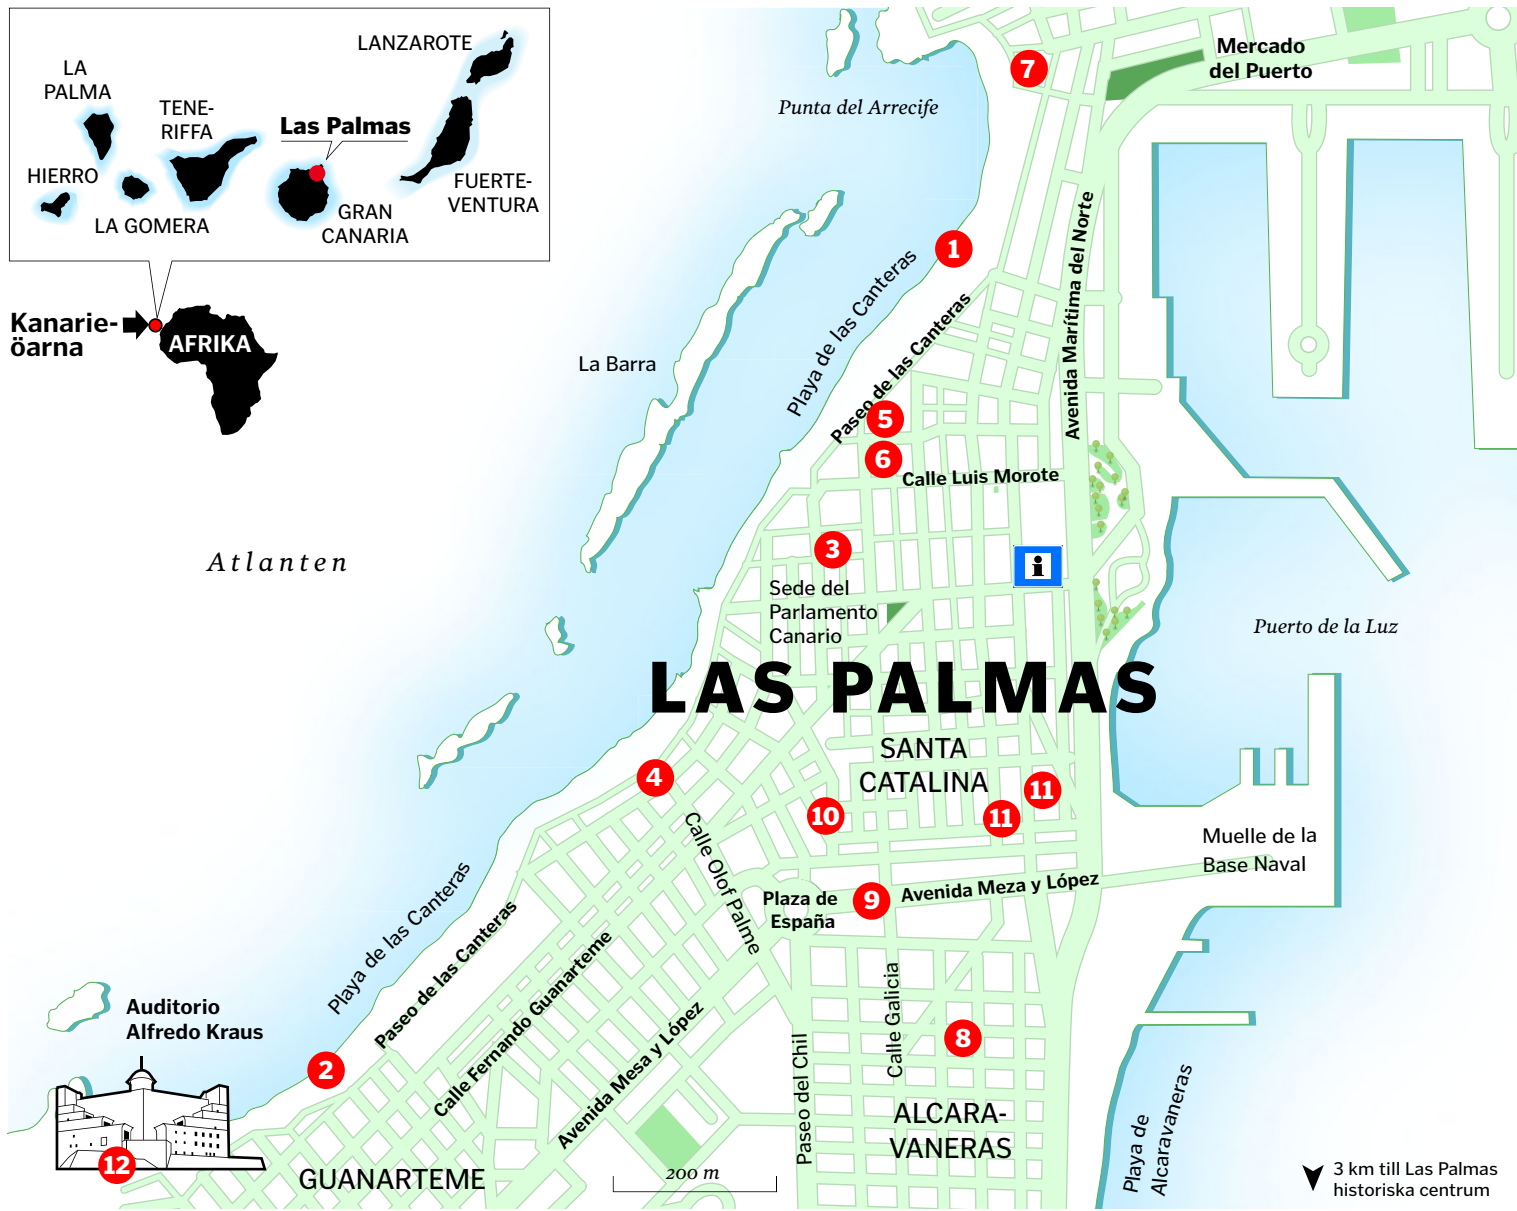 LANZAROTE
LA
PALMA
TENE-
RIFFA
Las Palmas
HIERRO
LA GOMERA
GRAN
CANARIA
FUERTE-
VENTURA
Kanarie-
öarna
AFRIKA
Mercado
del Puerto
7
Punta del Arrecife
1
Playa de las Canteras
Paseo de las Canteras
Avenida Marítima del Norte
La Barra
5
6
Calle Luis Morote
Atlanten
3
i
Sede del
Parlamento
Canario
Puerto de la Luz
LAS PALMAS
SANTA
CATALINA
4
10
11
11
Calle Olof Palme
Muelle de la
Base Naval
Plaza de
España
9
Avenida Meza y López
Playa de las Canteras
Paseo de las Canteras
Calle Fernando Guanarteme
Avenida Mesa y López
Calle Galicia
Paseo del Chil
8
Auditorio
Alfredo Kraus
2
12
ALCARA-
VANERAS
Playa de
Alcaravaneras
GUANARTEME
200 m
3 km till Las Palmas
historiska centrum